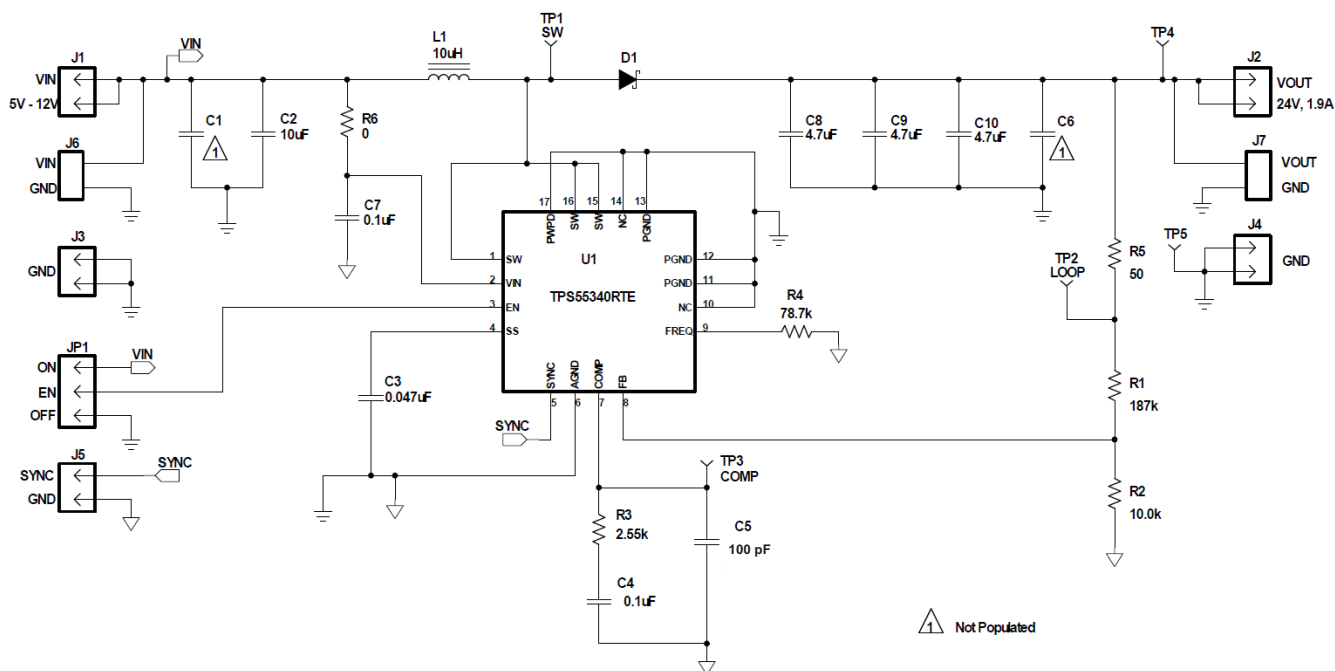 TP1
SW
TP4
L1
10uH
VIN
J1
VIN
5V - 12V
D1
J2
VOUT
24V, 1.9A
C1
1
C2
10uF
R6
0
C8
4.7uF
C9
4.7uF
C10
4.7uF
C6
1
J6
VIN
GND
J7
VOUT
GND
C7
0.1uF
17
16
15
14
13
PWPD
SW
SW
NC
PGND
J3
GND
U1
TPS55340RTE
1
SW
2
VIN
3
EN
4
SS
PGND
12
PGND
11
NC
10
FREQ
9
R4
78.7k
TP5
J4
GND
TP2
LOOP
R5
50
JP1
ON
VIN
EN
OFF
C3
0.047uF
SYNC
AGND
COMP
FB
5
6
7
8
SYNC
R1
187k
J5
SYNC
SYNC
GND
TP3
COMP
R2
10.0k
R3
2.55k
C5
100 pF
C4
0.1uF
1
Not Populated